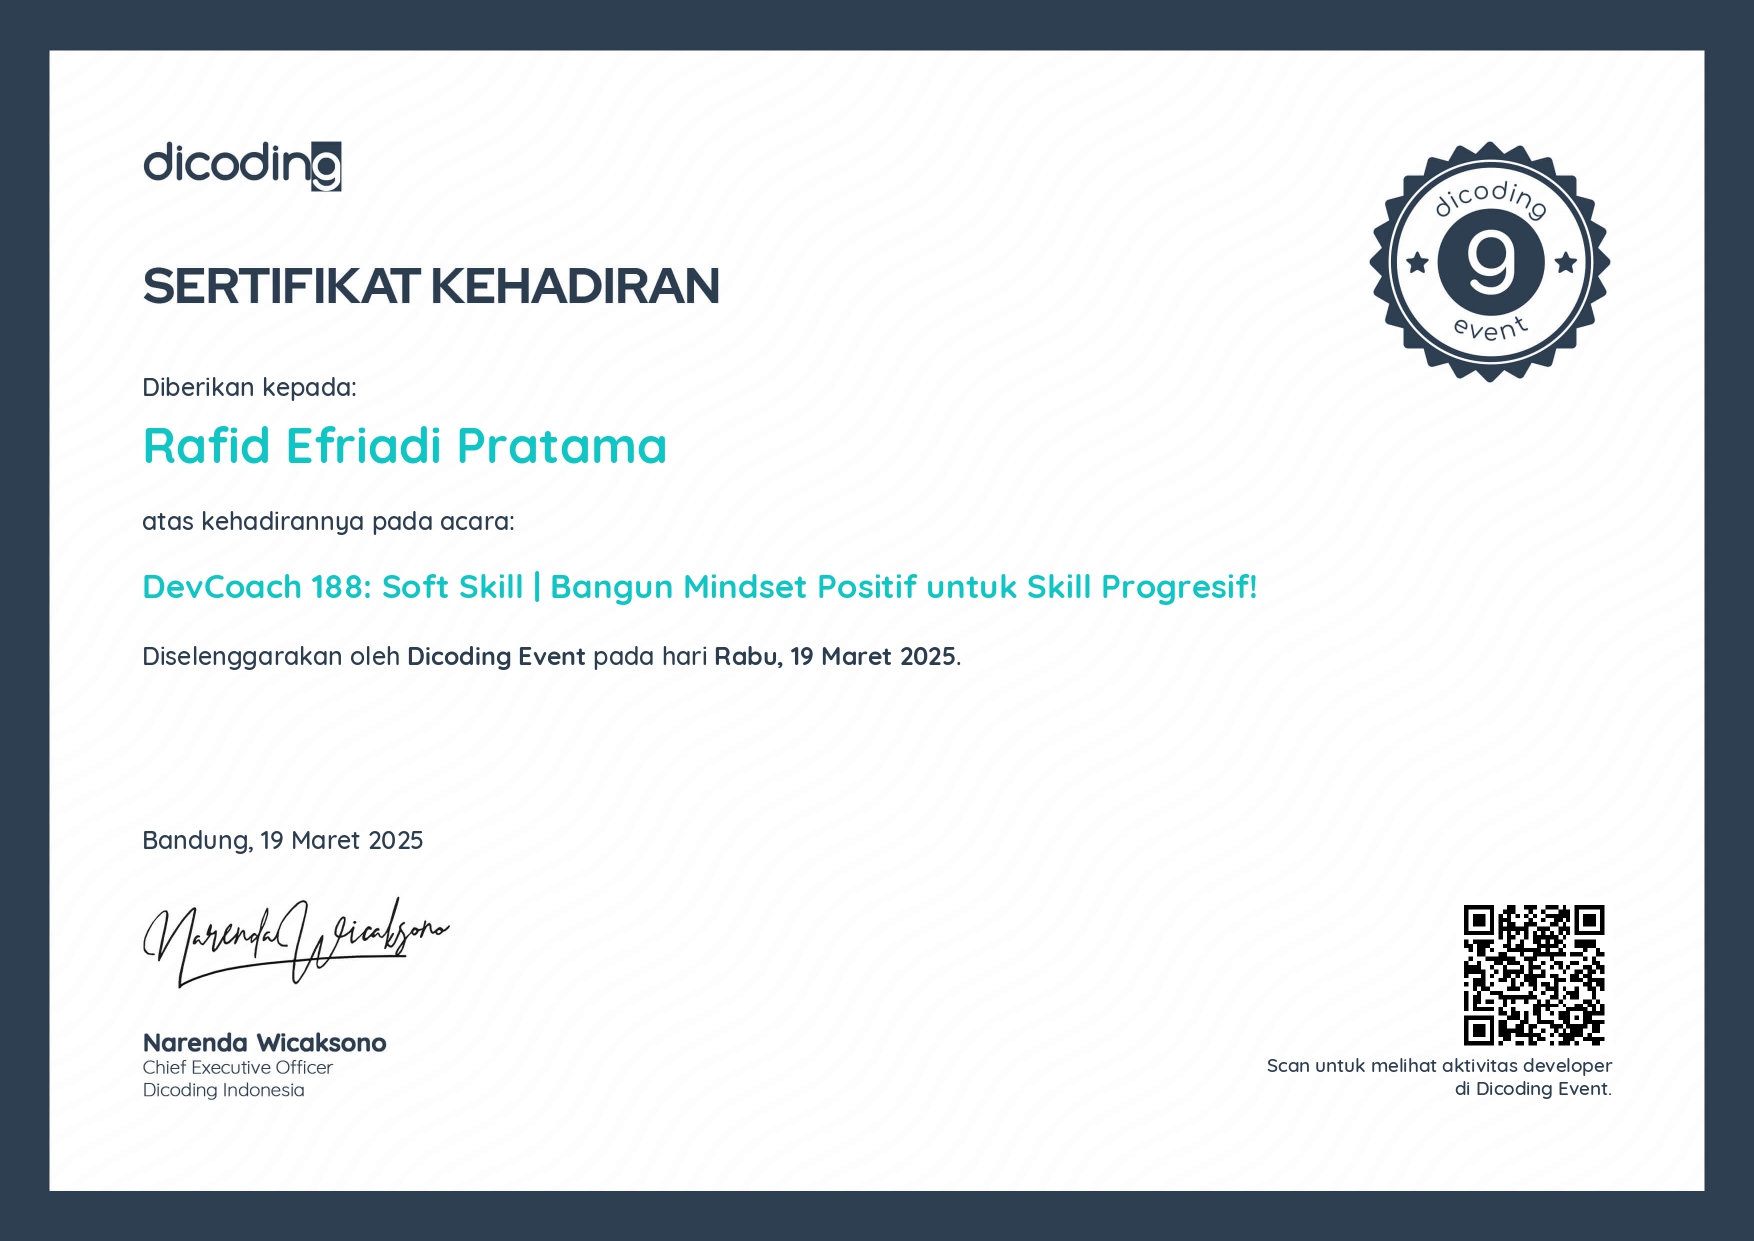 dicoding
dicoding
g
event
SERTIFIKAT KEHADIRAN
Diberikan kepada:
Rafid Efriadi Pratama
atas kehadirannya pada acara:
DevCoach 188: Soft Skill | Bangun Mindset Positif untuk Skill Progresif!
Diselenggarakan oleh Dicoding Event pada hari Rabu, 19 Maret 2025.
Bandung, 19 Maret 2025
Narenda Wicaksono
Narenda Wicaksono
Chief Executive Officer
Dicoding Indonesia
Scan untuk melihat aktivitas developer
di Dicoding Event.